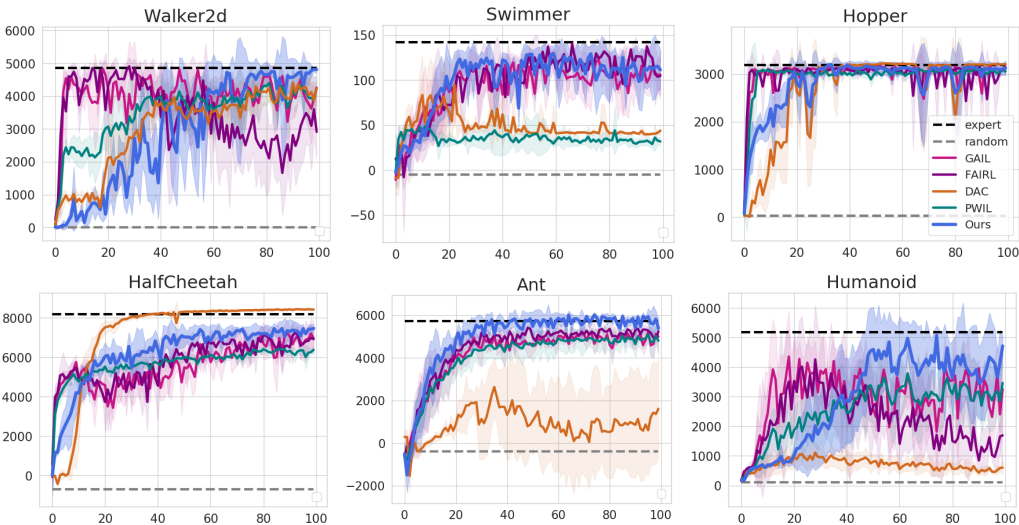 Walker2d
6000
5000
4000
3000
2000
1000
0
0 20 40 60 80 100
Swimmer
150
100
50
0
−50
0 20 40 60 80 100
Hopper
3000
2000
1000
0
0 20 40 60 80 100
expert
random
GAIL
FAIRL
DAC
PWIL
Ours
HalfCheetah
8000
6000
4000
2000
0
0 20 40 60 80 100
Ant
6000
4000
2000
0
−2000
0 20 40 60 80 100
Humanoid
6000
5000
4000
3000
2000
1000
0
0 20 40 60 80 100